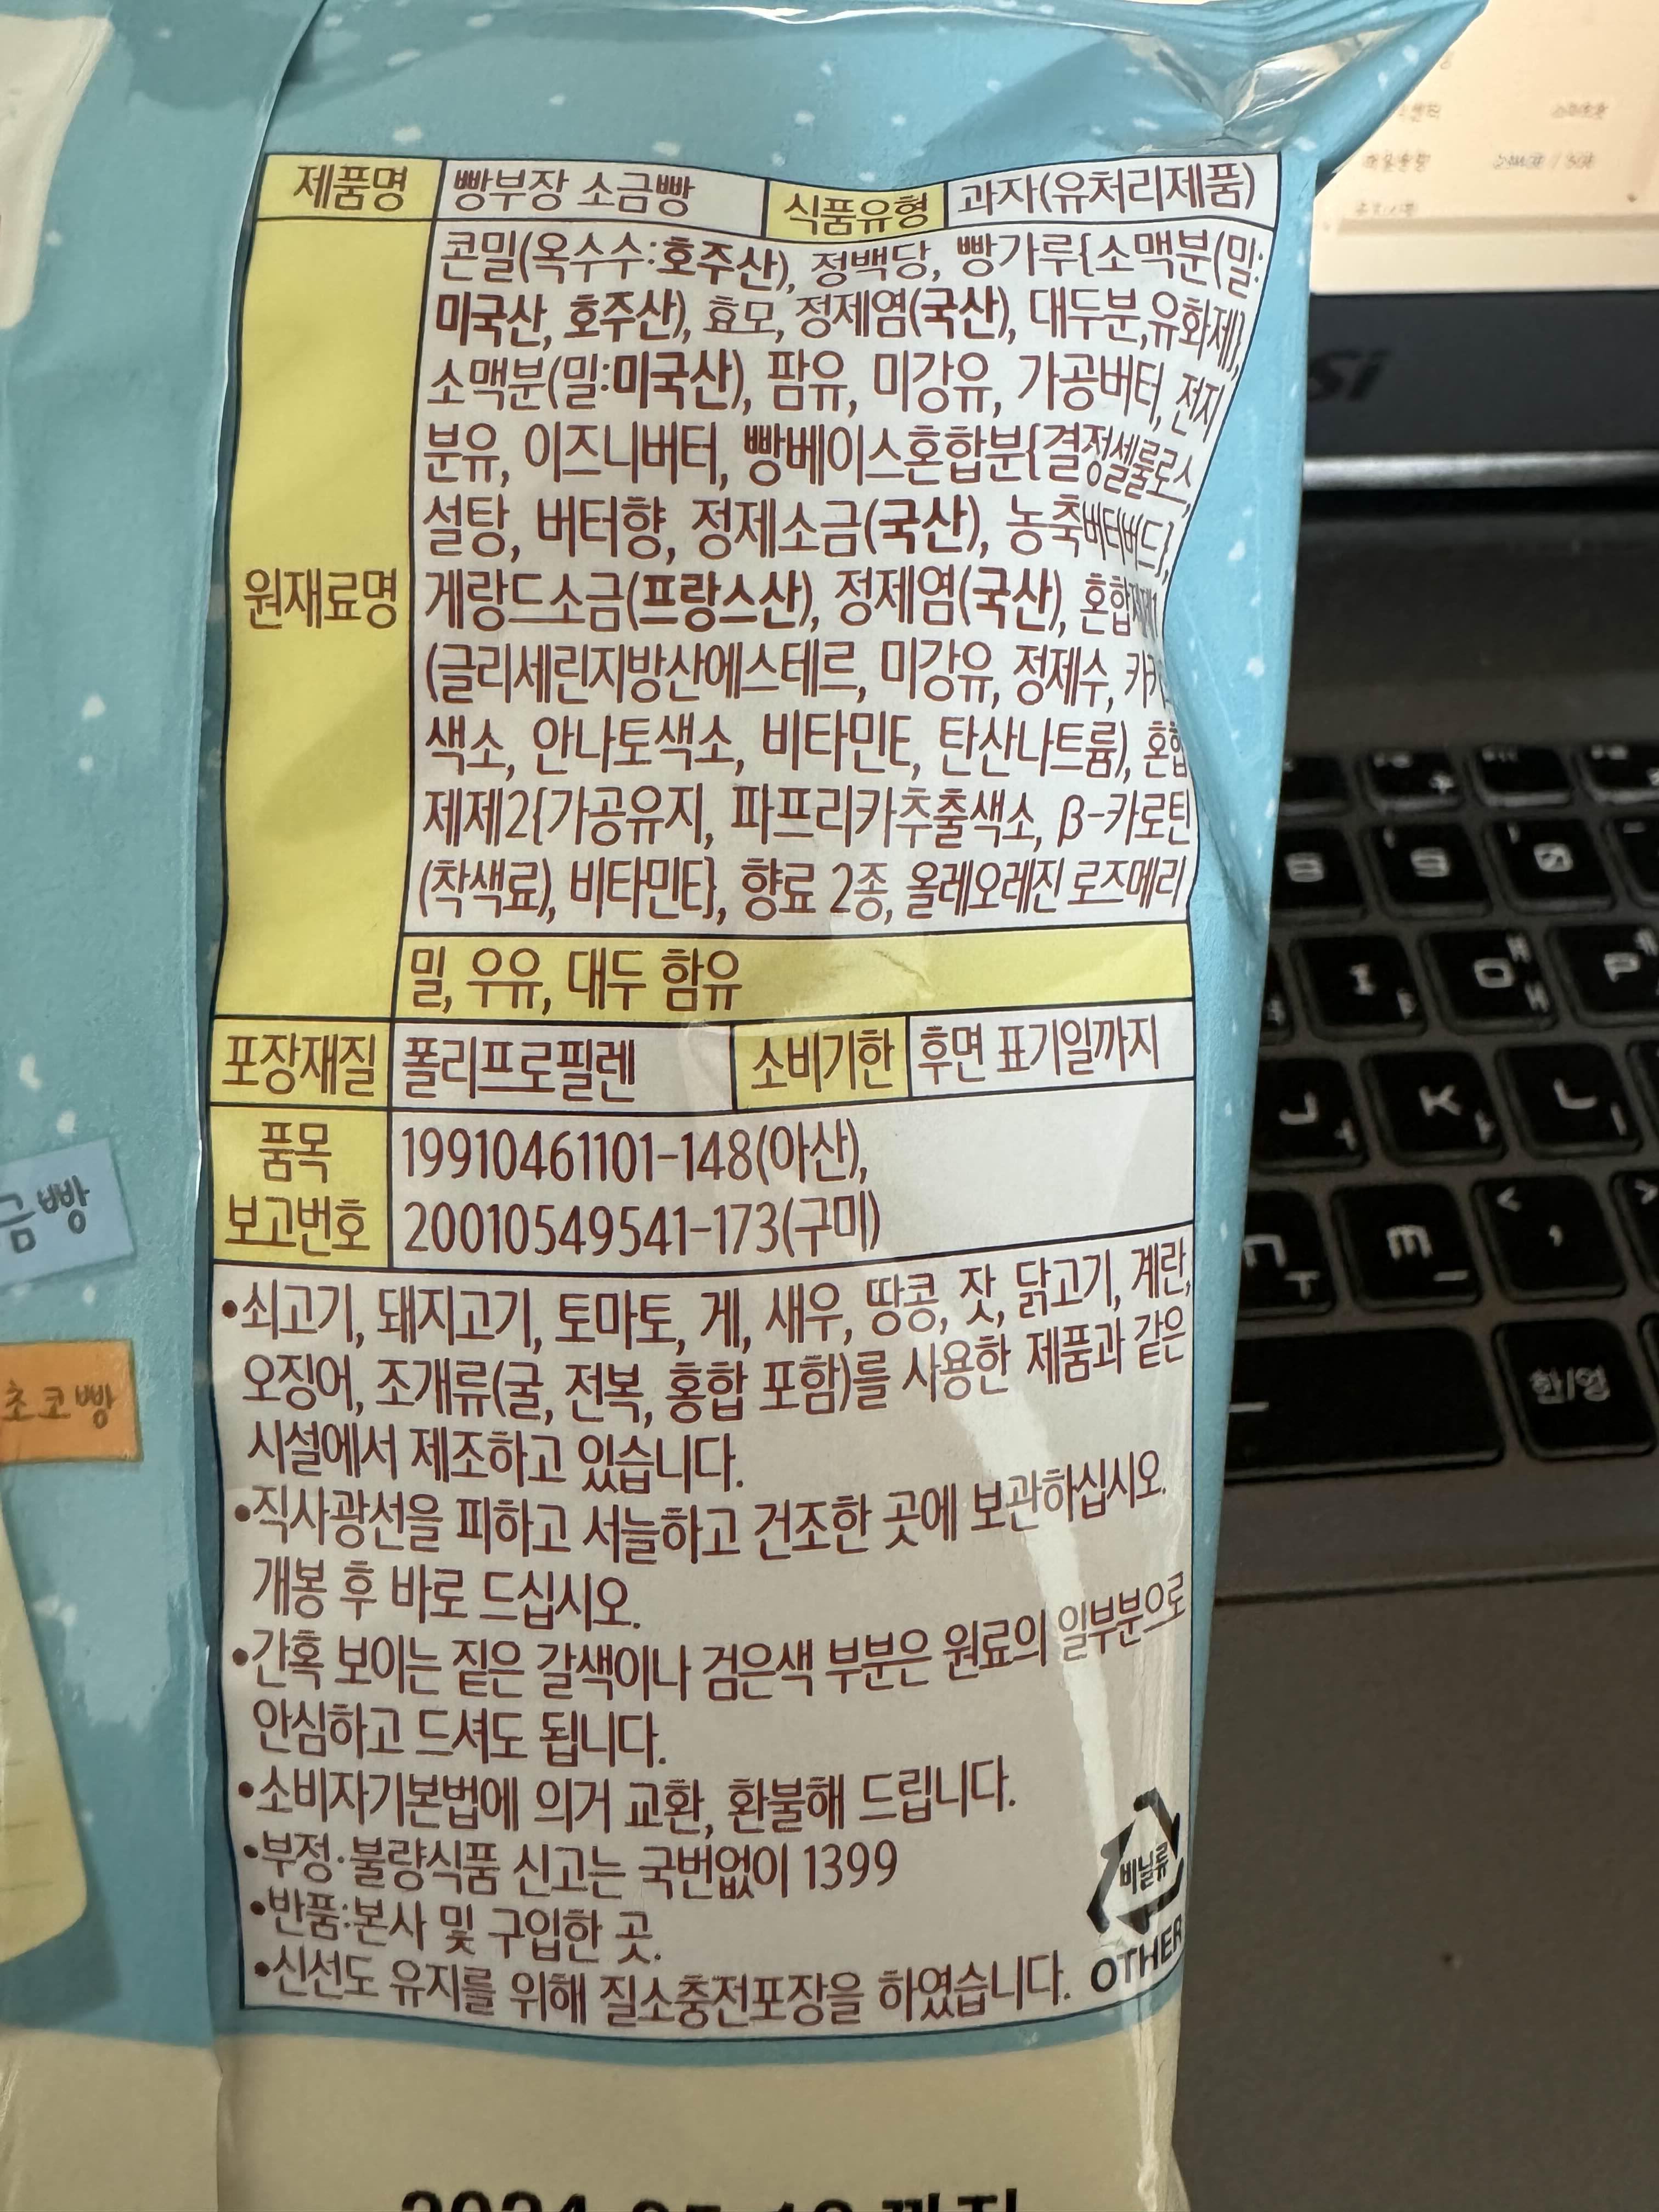 제품명 빵부장 소금빵 식품유형 과자(유처리제품)
원재료명
콘밀(옥수수:호주산), 정백당, 빵가루{소맥분(밀:
미국산, 호주산), 효모, 정제염(국산), 대두분,유화제},
소맥분(밀:미국산), 팜유, 미강유, 가공버터, 전지
분유, 이즈니버터, 빵베이스혼합분{결정셀룰로스,
설탕, 버터향, 정제소금(국산), 농축버터버드},
게랑드소금(프랑스산), 정제염(국산),
(글리세린지방산에스테르, 미강유, 정제수,
색소, 안나토색소, 비타민E, 탄산나트륨), 혼합
제제2{가공유지, 파프리카추출색소, β-카로틴
(착색료), 비타민E}, 향료 2종, 올레오레진 로즈메리
밀, 우유, 대두 함유
포장재질 폴리프로필렌 소비기한 후면 표기일까지
품목
보고번호
19910461101-148(아산),
20010549541-173(구미)
•쇠고기, 돼지고기, 토마토, 게, 새우, 땅콩, 잣, 닭고기, 계란,
오징어, 조개류(굴, 전복, 홍합 포함)를 사용한 제품과 같은
시설에서 제조하고 있습니다.
•직사광선을 피하고 서늘하고 건조한 곳에 보관하십시오.
개봉 후 바로 드십시오.
•간혹 보이는 짙은 갈색이나 검은색 부분은 원료의 일부분으로
안심하고 드셔도 됩니다.
•소비자기본법에 의거 교환, 환불해 드립니다.
•부정·불량식품 신고는 국번없이 1399
•반품:본사 및 구입한 곳.
•신선도 유지를 위해 질소충전포장을 하였습니다.
비닐류
OTHER
금빵
초코빵
한/영